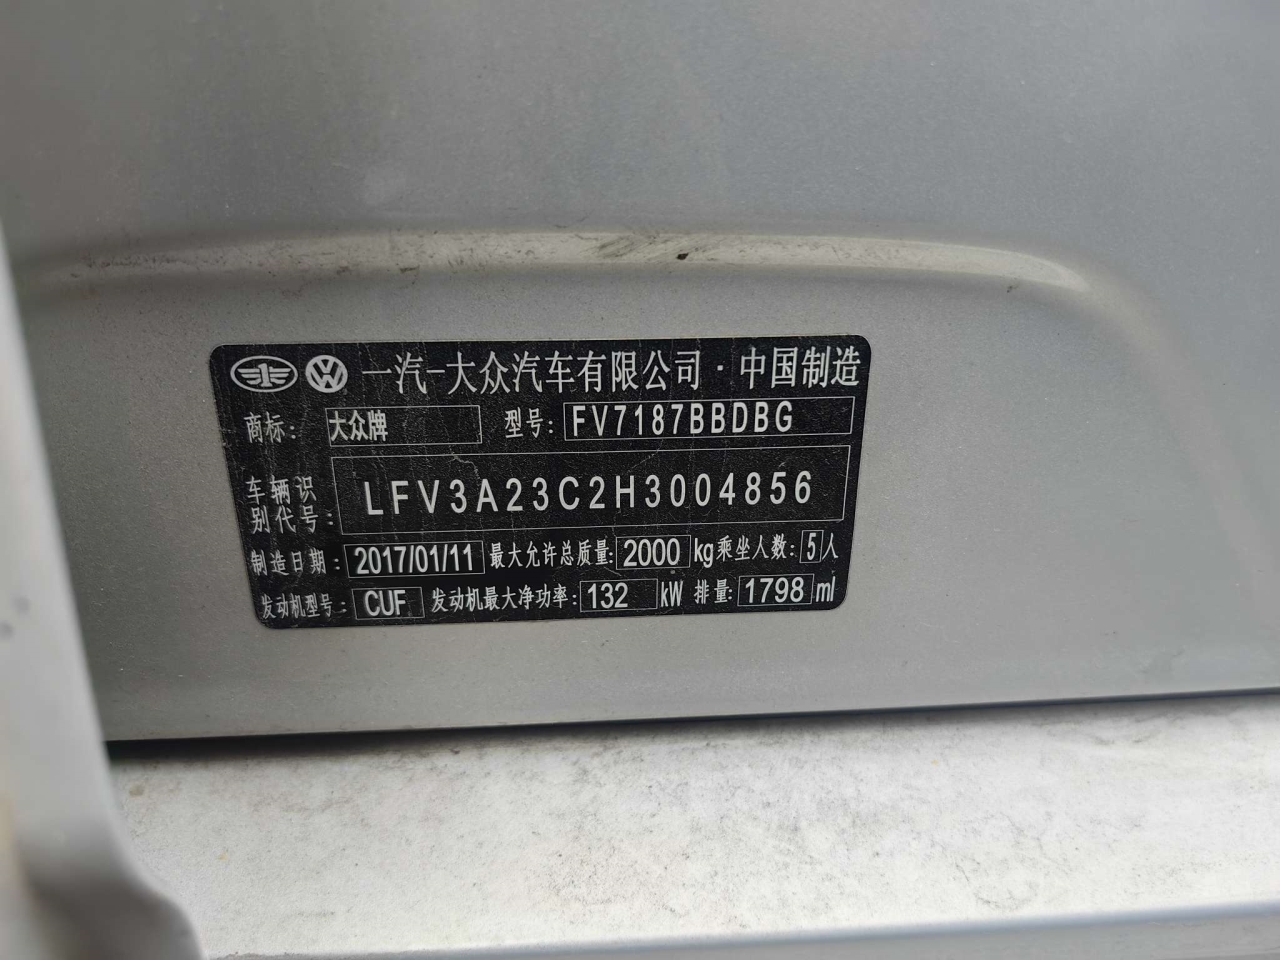 一汽-大众汽车有限公司·中国制造
商标: 大众牌 型号: FV7187BBDBG
车辆识别代号: LFV3A23C2H3004856
制造日期: 2017/01/11 最大允许总质量: 2000 kg 乘坐人数: 5 人
发动机型号: CUF 发动机最大净功率: 132 kW 排量: 1798 ml